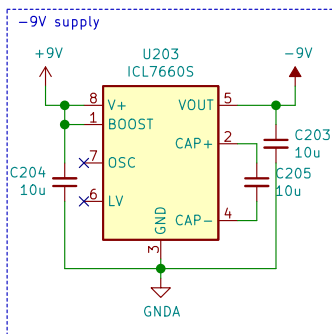 -9V supply
+9V
U203
ICL7660S
-9V
8
V+
VOUT
5
1
BOOST
CAP+
2
C203
10u
7
OSC
C204
10u
C205
10u
6
LV
GND
CAP-
4
3
GNDA